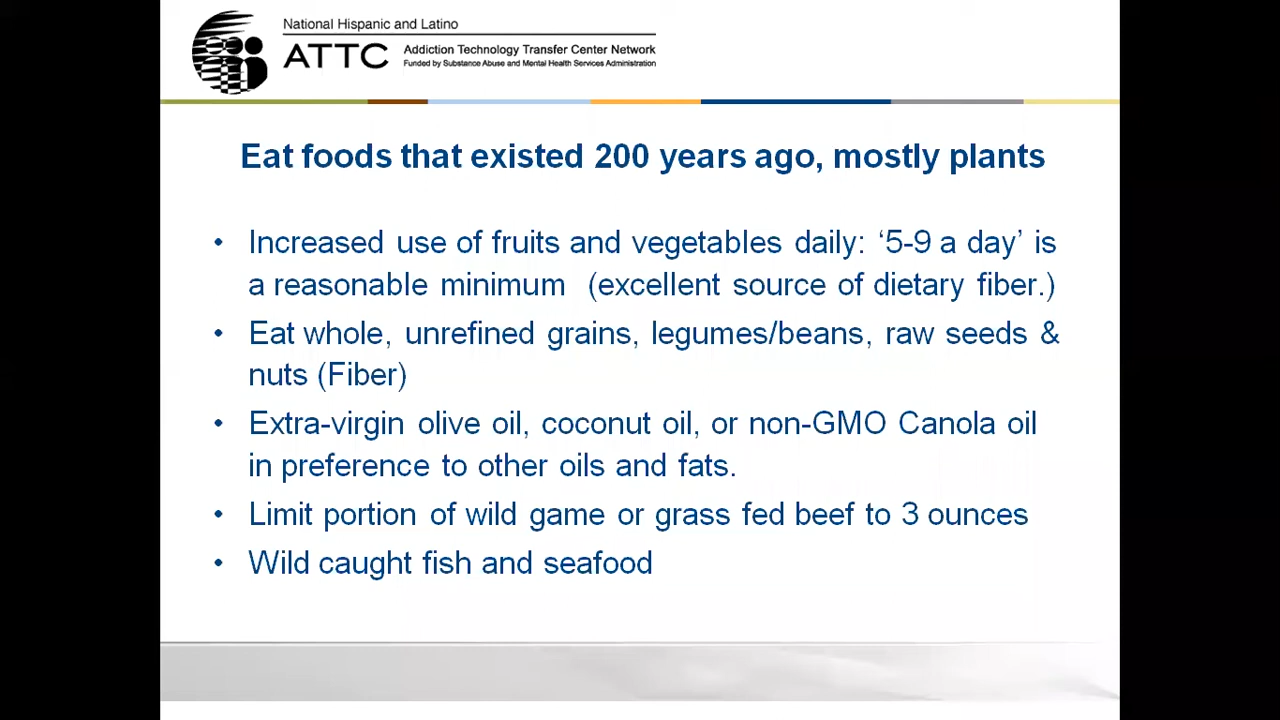 National Hispanic and Latino
ATTC
Addiction Technology Transfer Center Network
Funded by Substance Abuse and Mental Health Services Administration
Eat foods that existed 200 years ago, mostly plants
• Increased use of fruits and vegetables daily: ‘5-9 a day’ is
a reasonable minimum (excellent source of dietary fiber.)
• Eat whole, unrefined grains, legumes/beans, raw seeds &
nuts (Fiber)
• Extra-virgin olive oil, coconut oil, or non-GMO Canola oil
in preference to other oils and fats.
• Limit portion of wild game or grass fed beef to 3 ounces
• Wild caught fish and seafood